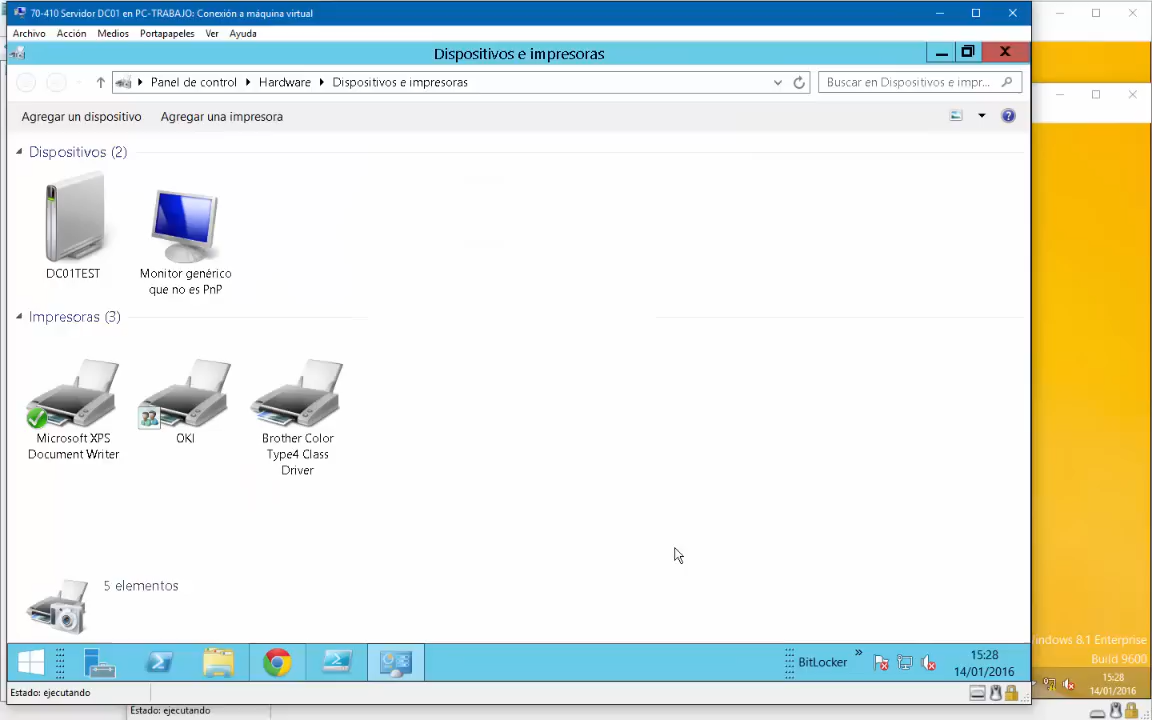 70-410 Servidor DC01 en PC-TRABAJO: Conexión a máquina virtual
Archivo Acción Medios Portapapeles Ver Ayuda
Dispositivos e impresoras
Panel de control Hardware Dispositivos e impresoras
Buscar en Dispositivos e impr...
Agregar un dispositivo Agregar una impresora
Dispositivos (2)
DC01TEST
Monitor genérico
que no es PnP
Impresoras (3)
Microsoft XPS
Document Writer
OKI
Brother Color
Type4 Class
Driver
5 elementos
BitLocker
15:28
14/01/2016
Estado: ejecutando
Estado: ejecutando
indows 8.1 Enterprise
Build 9600
15:28
14/01/2016